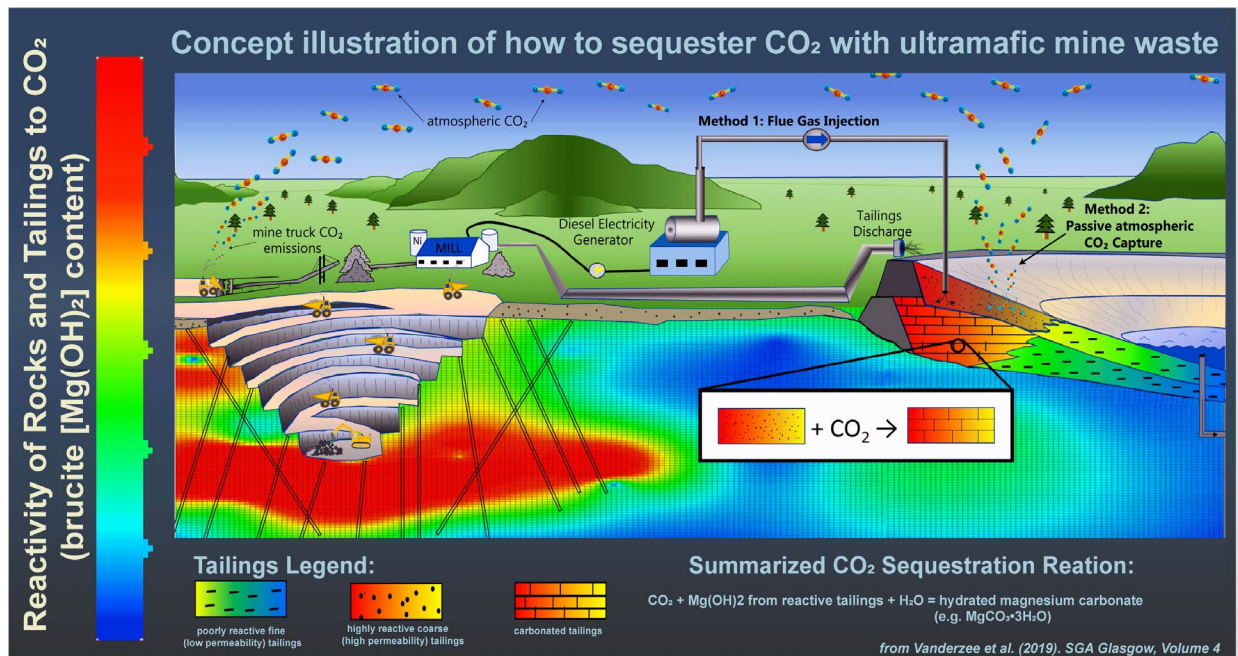 Concept illustration of how to sequester CO₂ with ultramafic mine waste
Reactivity of Rocks and Tailings to CO₂
(brucite [Mg(OH)₂] content)
atmospheric CO₂
Method 1: Flue Gas Injection
mine truck CO₂
emissions
Ni
MILL
Diesel Electricity
Generator
Tailings
Discharge
Method 2:
Passive atmospheric
CO₂ Capture
+ CO₂ →
Tailings Legend:
poorly reactive fine
(low permeability) tailings
highly reactive coarse
(high permeability) tailings
carbonated tailings
Summarized CO₂ Sequestration Reation:
CO₂ + Mg(OH)2 from reactive tailings + H₂O = hydrated magnesium carbonate
(e.g. MgCO₃•3H₂O)
from Vanderzee et al. (2019). SGA Glasgow, Volume 4